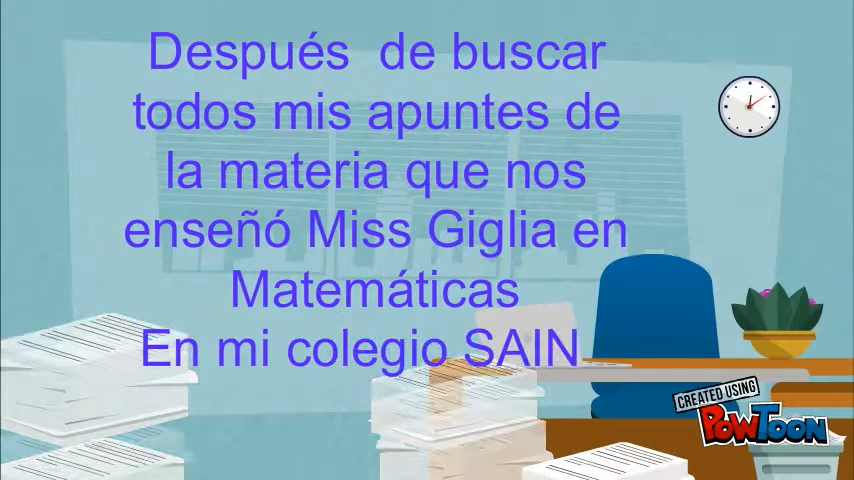 Después de buscar
todos mis apuntes de
la materia que nos
enseñó Miss Giglia en
Matemáticas
En mi colegio SAIN
CREATED USING
POWTOON